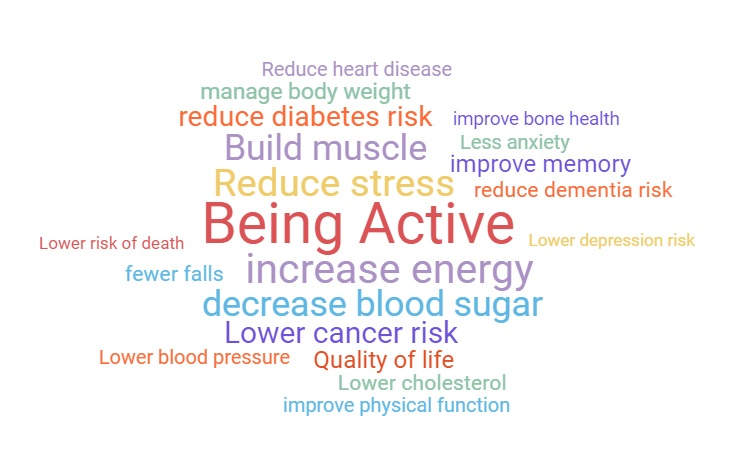 Reduce heart disease
manage body weight
reduce diabetes risk
improve bone health
Build muscle
Less anxiety
improve memory
Reduce stress
reduce dementia risk
Being Active
Lower risk of death
Lower depression risk
fewer falls
increase energy
decrease blood sugar
Lower cancer risk
Lower blood pressure
Quality of life
Lower cholesterol
improve physical function